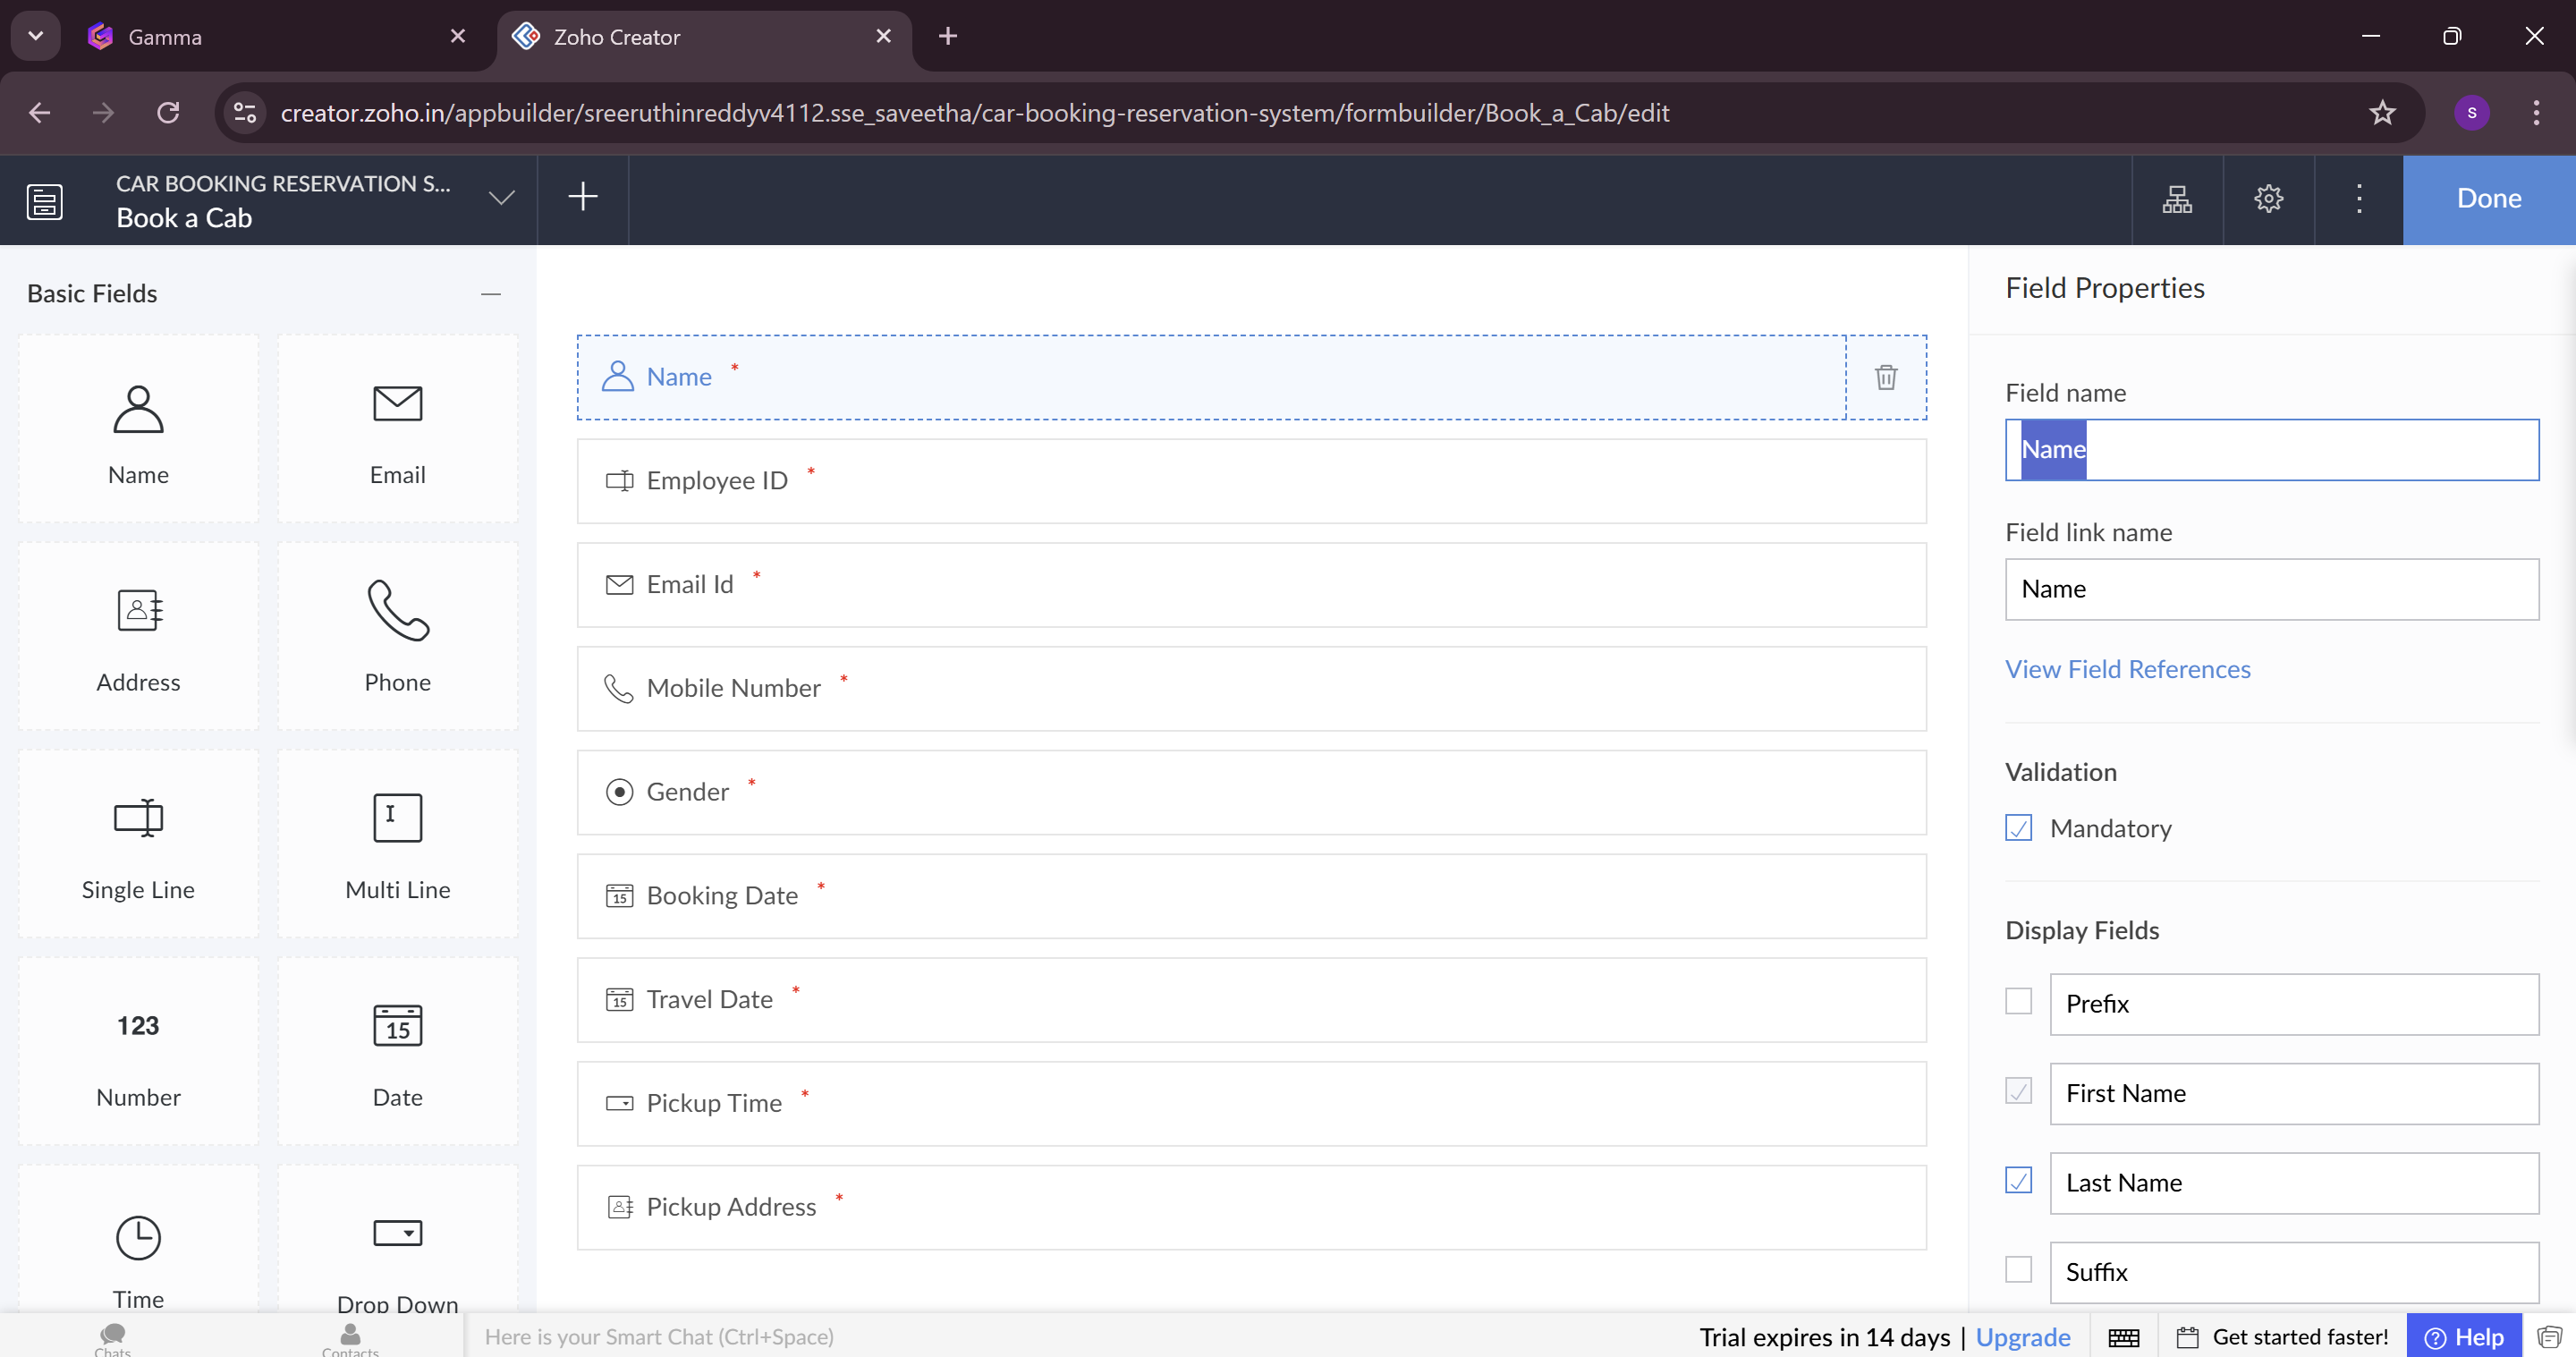 Gamma
Zoho Creator
creator.zoho.in/appbuilder/sreeruthinreddyv4112.sse_saveetha/car-booking-reservation-system/formbuilder/Book_a_Cab/edit
S
CAR BOOKING RESERVATION S...
Book a Cab
Done
Basic Fields
Name
Email
Address
Phone
Single Line
Multi Line
123
Number
15
Date
Time
Drop Down
Name *
Employee ID *
Email Id *
Mobile Number *
Gender *
15 Booking Date *
15 Travel Date *
Pickup Time *
Pickup Address *
Field Properties
Field name
Name
Field link name
Name
View Field References
Validation
Mandatory
Display Fields
Prefix
First Name
Last Name
Suffix
Chats
Contacts
Here is your Smart Chat (Ctrl+Space)
Trial expires in 14 days | Upgrade
Get started faster!
? Help